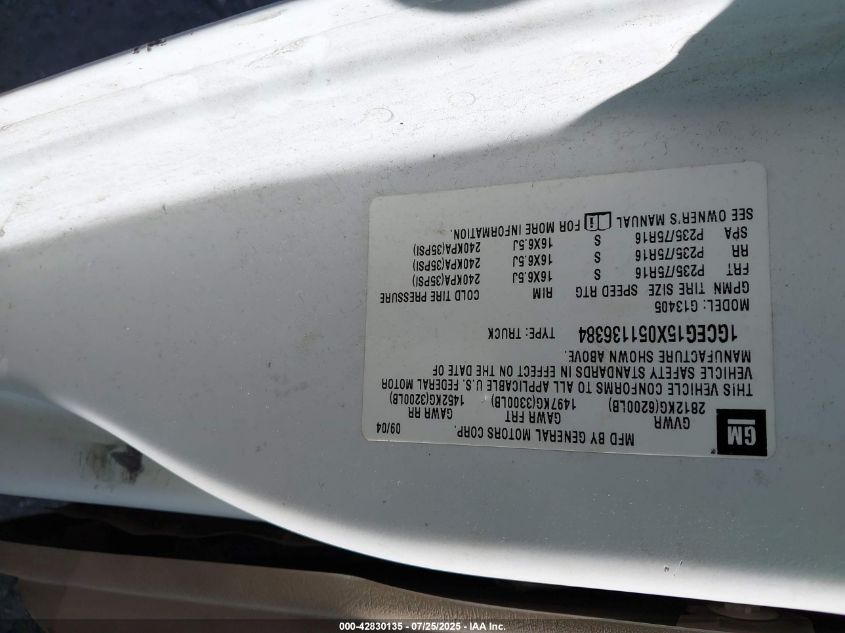 GM
MFD BY GENERAL MOTORS CORP. 09/04
GVWR GAWR FRT GAWR RR
2812KG(6200LB) 1497KG(3300LB) 1452KG(3200LB)
THIS VEHICLE CONFORMS TO ALL APPLICABLE U.S. FEDERAL MOTOR
VEHICLE SAFETY STANDARDS IN EFFECT ON THE DATE OF
MANUFACTURE SHOWN ABOVE.
1GCEG15X051136384 TYPE: TRUCK
MODEL: G13405
GPMN TIRE SIZE SPEED RTG RIM COLD TIRE PRESSURE
FRT P235/75R16 S 16X6.5J 240KPA(35PSI)
RR P235/75R16 S 16X6.5J 240KPA(35PSI)
SPA P235/75R16 S 16X6.5J 240KPA(35PSI)
SEE OWNER'S MANUAL FOR MORE INFORMATION.
000-42830135 - 07/25/2025 - IAA Inc.